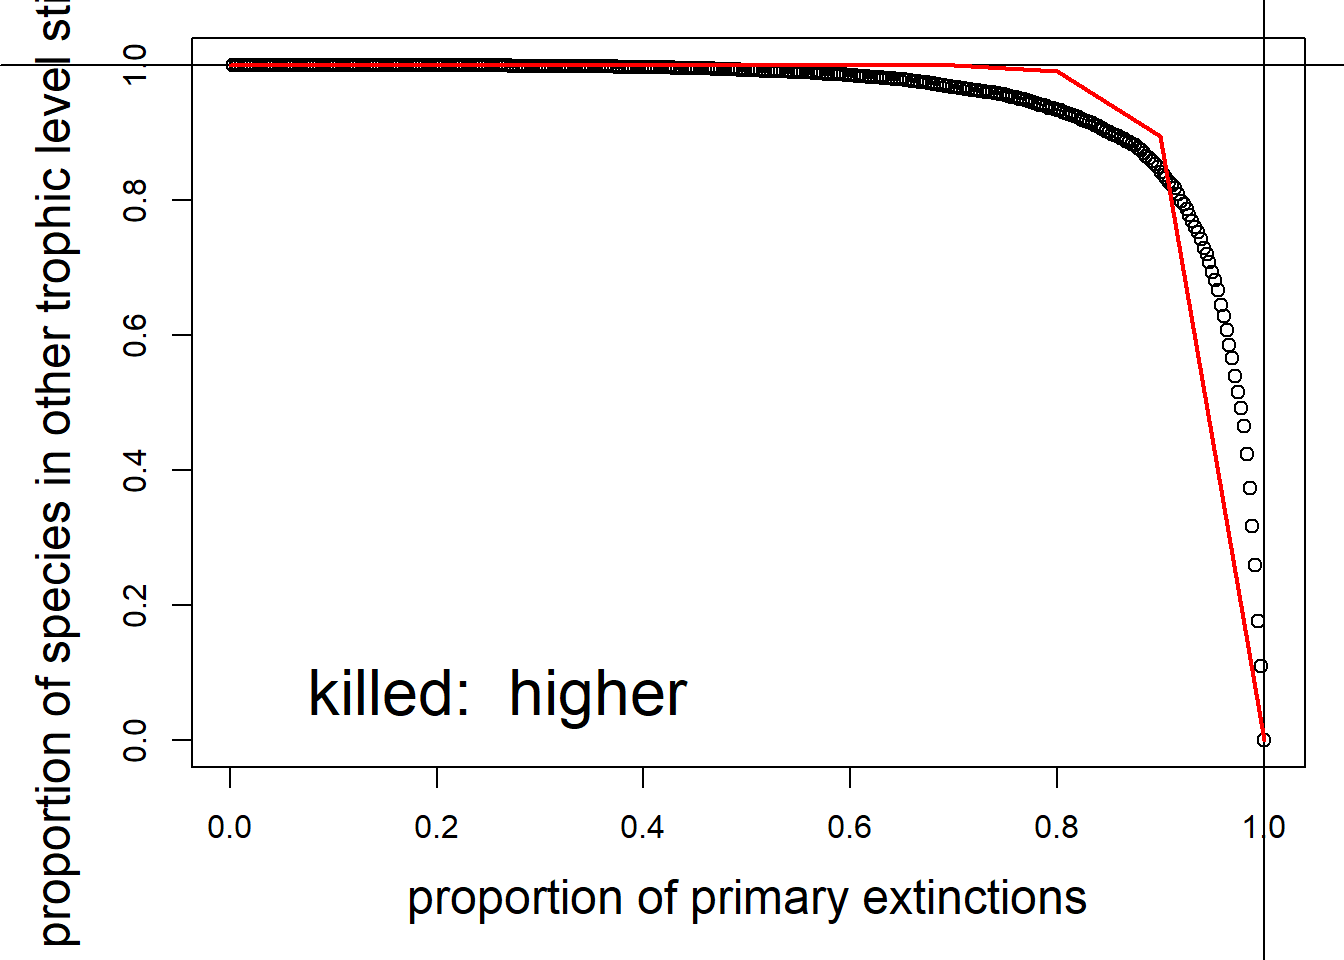 proportion of species in other trophic level
1.0
0.8
0.6
0.4
0.2
0.0
killed: higher
0.0 0.2 0.4 0.6 0.8 1.0
proportion of primary extinctions